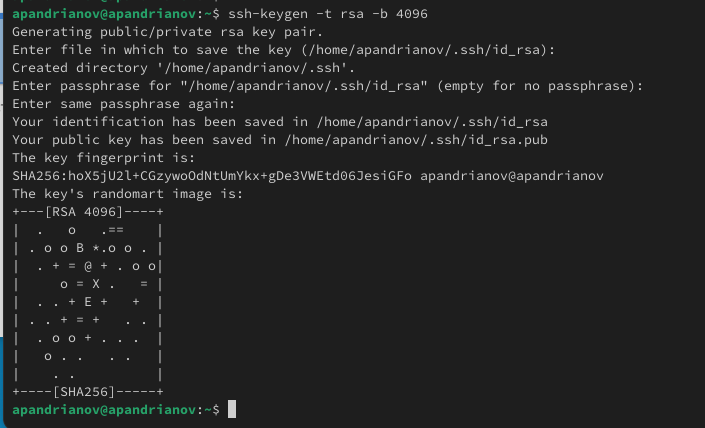 apandrianov@apandrianov:~$ ssh-keygen -t rsa -b 4096
Generating public/private rsa key pair.
Enter file in which to save the key (/home/apandrianov/.ssh/id_rsa):
Created directory '/home/apandrianov/.ssh'.
Enter passphrase for "/home/apandrianov/.ssh/id_rsa" (empty for no passphrase):
Enter same passphrase again:
Your identification has been saved in /home/apandrianov/.ssh/id_rsa
Your public key has been saved in /home/apandrianov/.ssh/id_rsa.pub
The key fingerprint is:
SHA256:hoX5jU2l+CGzywoOdNtUmYkx+gDe3VWEtd06JesiGFo apandrianov@apandrianov
The key's randomart image is:
+---[RSA 4096]----+
|  .   o   .==    |
| . o o B *.o o . |
|  . + = @ + . o o|
|     o = X .   = |
|  . . + E +   +  |
| . . + = +   . . |
|  . o o + . . .  |
|   o . .   . .   |
|    . .          |
+----[SHA256]-----+
apandrianov@apandrianov:~$